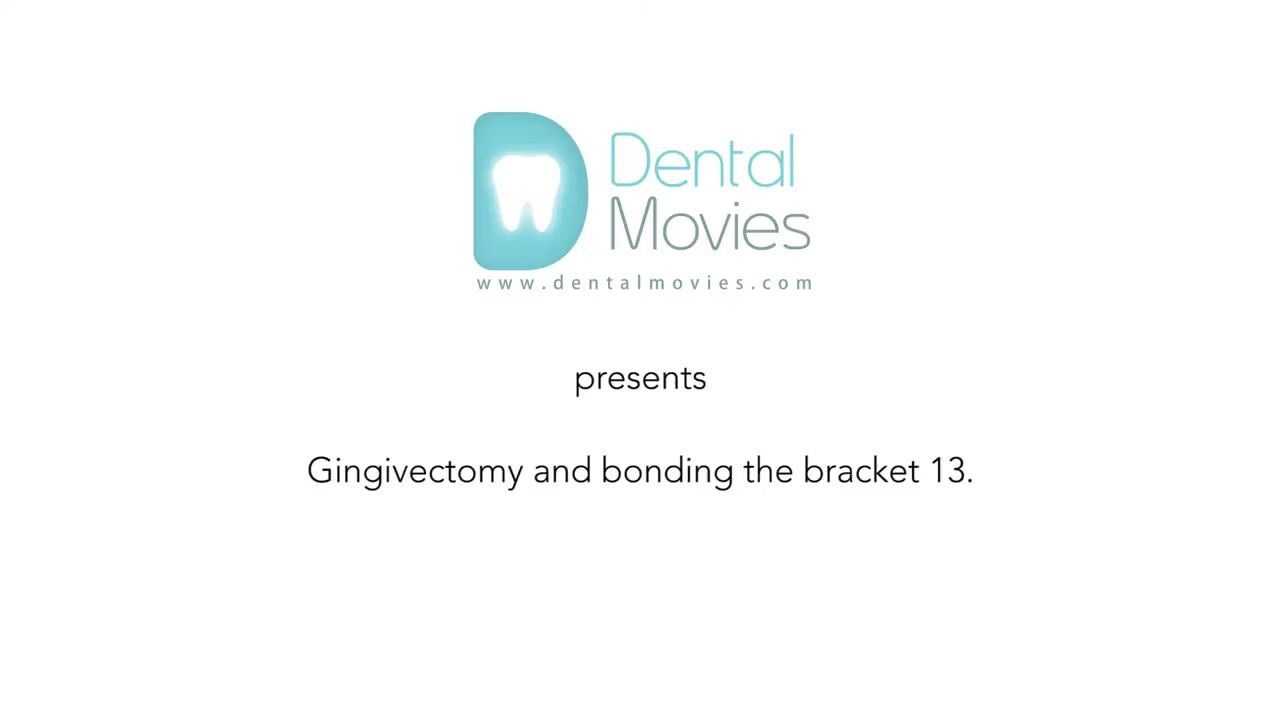 Dental
Movies
www.dentalmovies.com
presents
Gingivectomy and bonding the bracket 13.